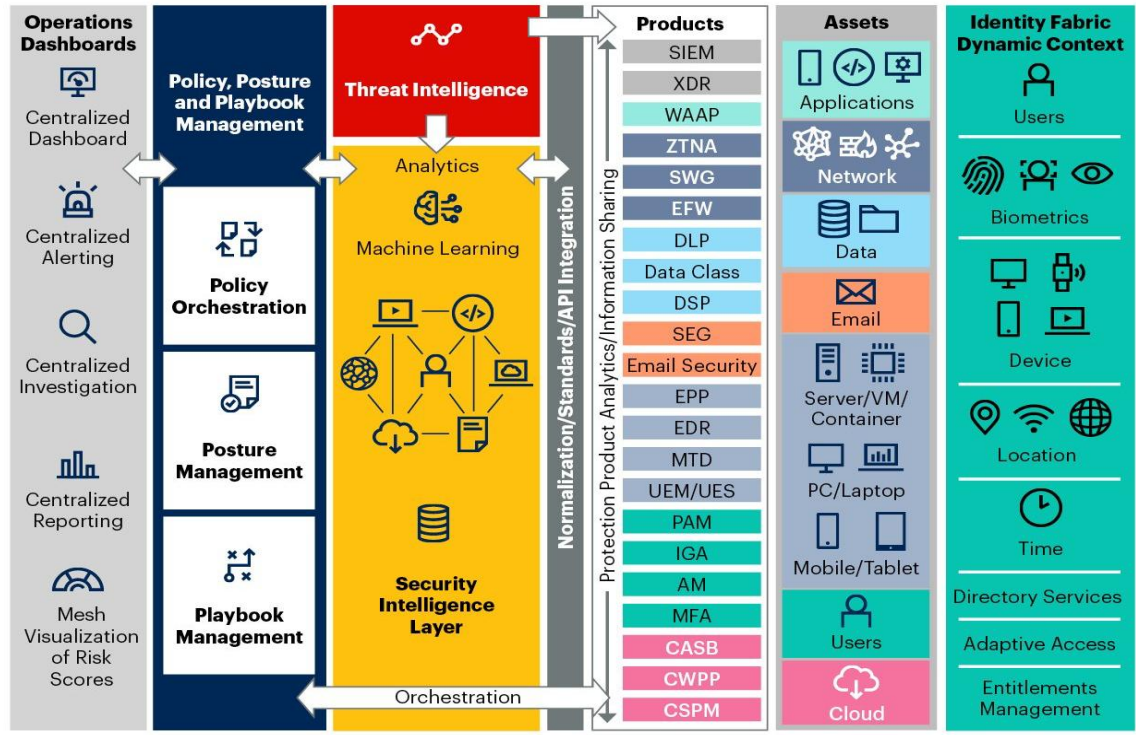 Operations
Dashboards
Centralized
Dashboard
Centralized
Alerting
Centralized
Investigation
Centralized
Reporting
Mesh
Visualization
of Risk
Scores
Policy, Posture
and Playbook
Management
Policy
Orchestration
Posture
Management
Playbook
Management
Threat Intelligence
Analytics
Machine Learning
Security
Intelligence
Layer
Orchestration
Normalization/Standards/API Integration
Protection Product Analytics/Information Sharing
Products
SIEM
XDR
WAAP
ZTNA
SWG
EFW
DLP
Data Class
DSP
SEG
Email Security
EPP
EDR
MTD
UEM/UES
PAM
IGA
AM
MFA
CASB
CWPP
CSPM
Assets
Applications
Network
Data
Email
Server/VM/
Container
PC/Laptop
Mobile/Tablet
Users
Cloud
Identity Fabric
Dynamic Context
Users
Biometrics
Device
Location
Time
Directory Services
Adaptive Access
Entitlements
Management